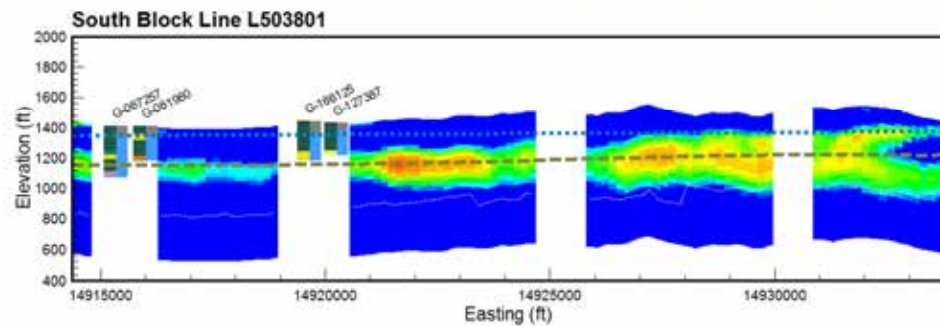 South Block Line L503801
2000
1800
1600
1400
1200
1000
800
600
400
Elevation (ft)
G-067257
G-081960
G-166125
G-127387
14915000
14920000
14925000
14930000
Easting (ft)